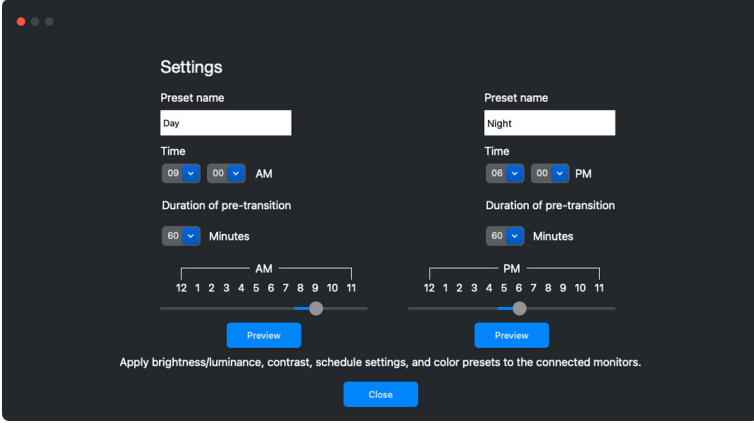 Settings
Preset name Preset name
Day Night
Time Time
09 00 AM 06 00 PM
Duration of pre-transition Duration of pre-transition
60 Minutes 60 Minutes
AM PM
12 1 2 3 4 5 6 7 8 9 10 11 12 1 2 3 4 5 6 7 8 9 10 11
Preview Preview
Apply brightness/luminance, contrast, schedule settings, and color presets to the connected monitors.
Close